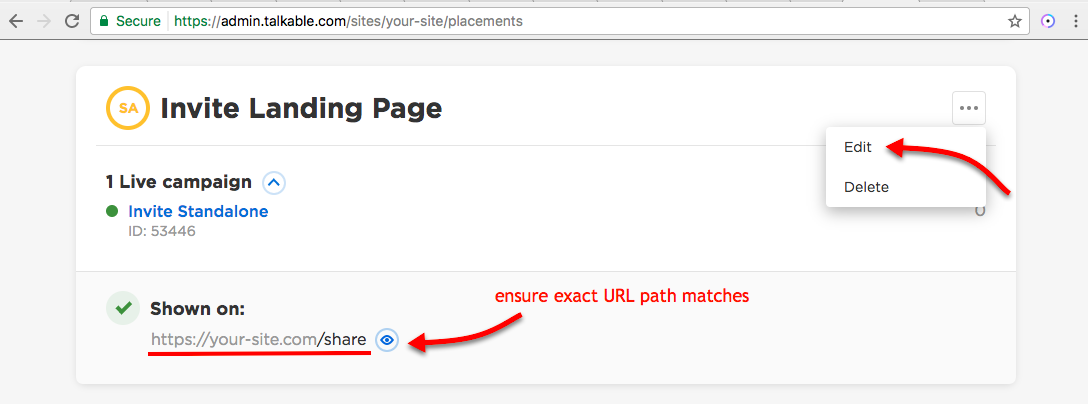 Secure https://admin.talkable.com/sites/your-site/placements
SA Invite Landing Page
Edit
Delete
1 Live campaign
Invite Standalone
ID: 53446
Shown on:
ensure exact URL path matches
https://your-site.com/share